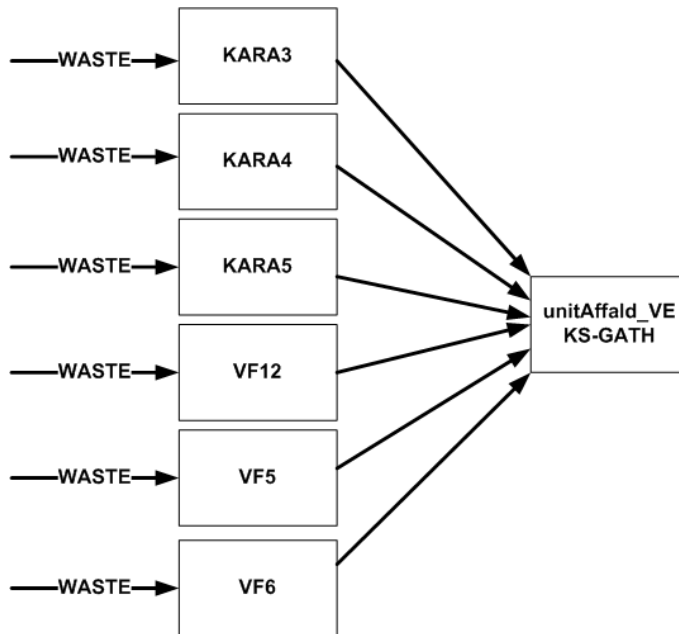 WASTE KARA3
WASTE KARA4
WASTE KARA5
unitAffald_VE
KS-GATH
WASTE VF12
WASTE VF5
WASTE VF6